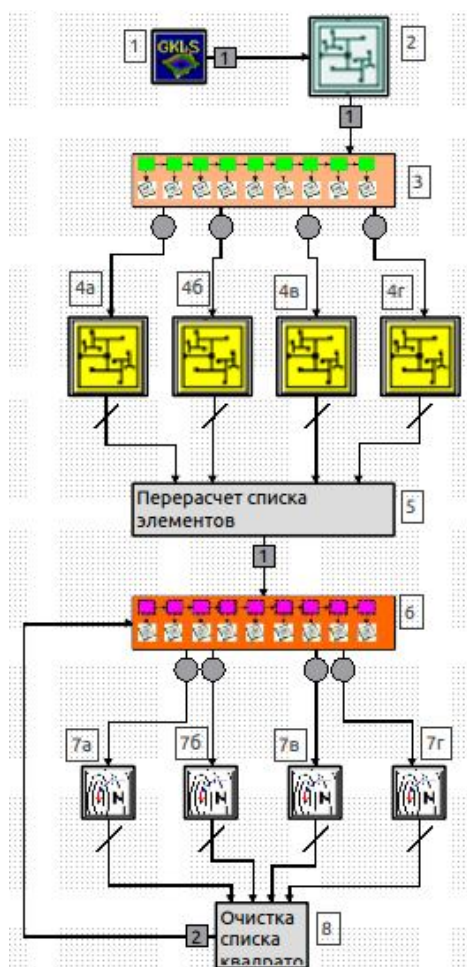 1
GKLS
1
2
1
3
4а
4б
4в
4г
Перерасчет списка
элементов
5
1
6
7а
7б
7в
7г
N
N
N
N
2
Очистка
списка
квадрато
8